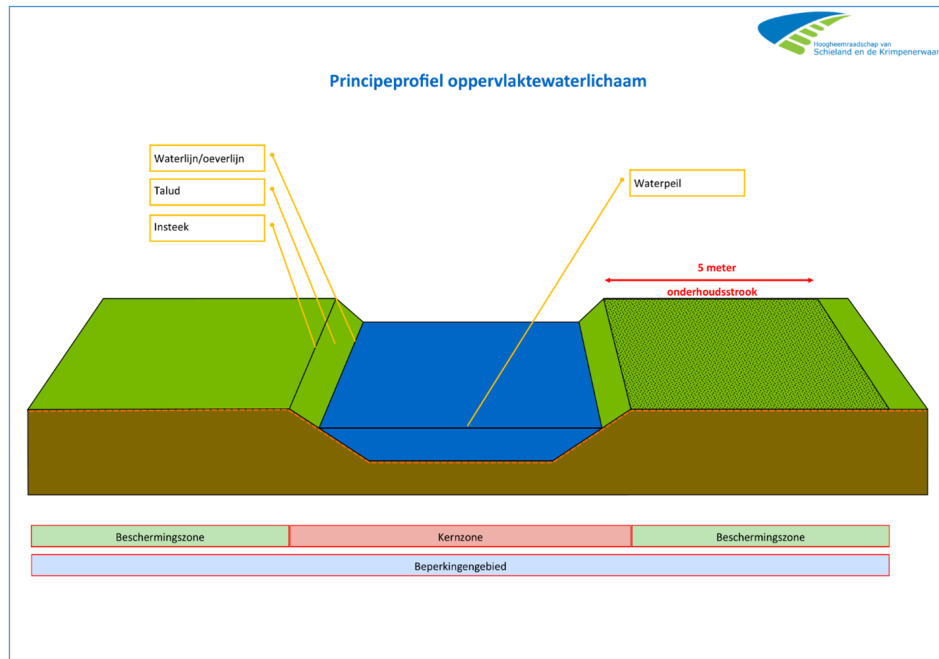 Hoogheemraadschap van
Schieland en de Krimpenerwaard
Principeprofiel oppervlaktewaterlichaam
Waterlijn/oeverlijn
Talud
Insteek
Waterpeil
5 meter
onderhoudsstrook
Beschermingszone
Kernzone
Beschermingszone
Beperkingengebied